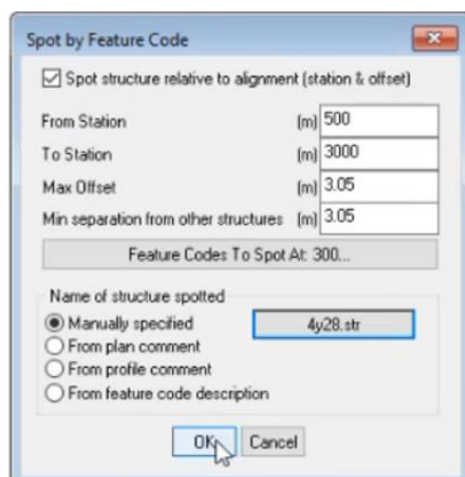 Spot by Feature Code
Spot structure relative to alignment (station & offset)
From Station (m) 500
To Station (m) 3000
Max Offset (m) 3.05
Min separation from other structures (m) 3.05
Feature Codes To Spot At: 300...
Name of structure spotted
Manually specified 4y28.str
From plan comment
From profile comment
From feature code description
OK Cancel